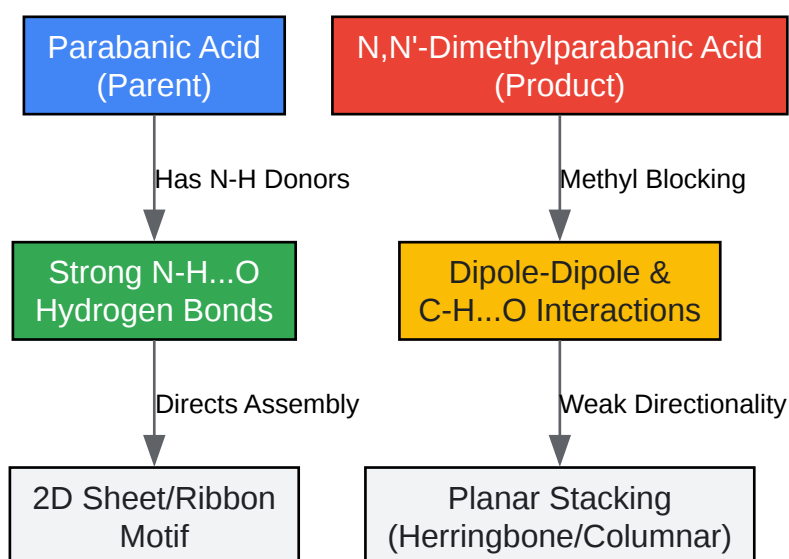 Parabanic Acid
(Parent)
N,N'-Dimethylparabanic Acid
(Product)
Has N-H Donors
Methyl Blocking
Strong N-H...O
Hydrogen Bonds
Dipole-Dipole &
C-H...O Interactions
Directs Assembly
Weak Directionality
2D Sheet/Ribbon
Motif
Planar Stacking
(Herringbone/Columnar)